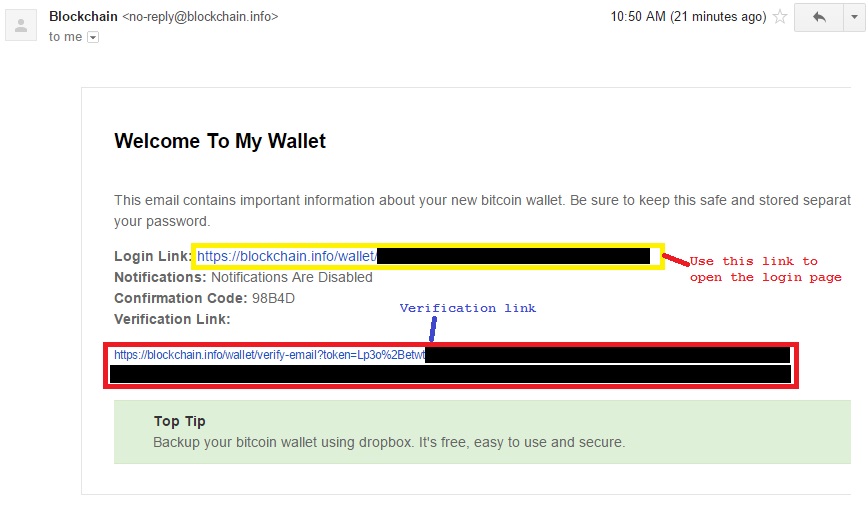 Blockchain <no-reply@blockchain.info>
10:50 AM (21 minutes ago)
to me
Welcome To My Wallet
This email contains important information about your new bitcoin wallet. Be sure to keep this safe and stored separat
your password.
Login Link: https://blockchain.info/wallet/
Use this link to
open the login page
Notifications: Notifications Are Disabled
Confirmation Code: 98B4D
Verification Link:
Verification link
https://blockchain.info/wallet/verify-email?token=Lp3o%2Betwt
Top Tip
Backup your bitcoin wallet using dropbox. It's free, easy to use and secure.